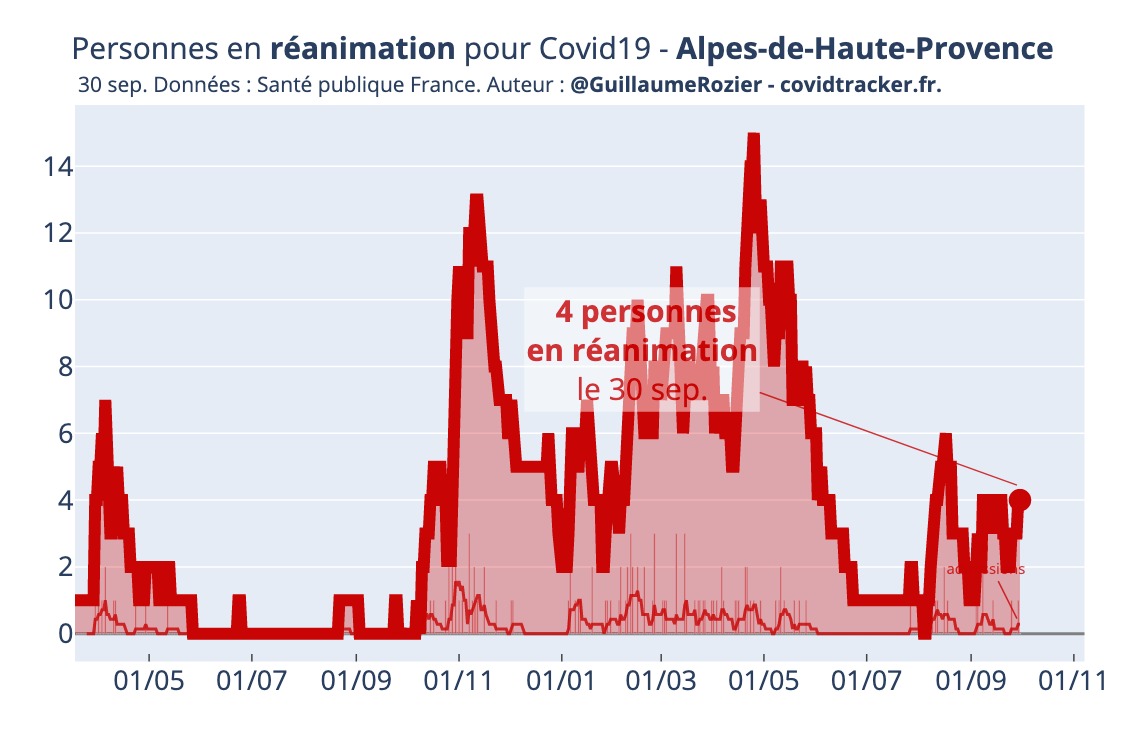 Personnes en réanimation pour Covid19 - Alpes-de-Haute-Provence
30 sep. Données : Santé publique France. Auteur : @GuillaumeRozier - covidtracker.fr.
14
12
10
8
6
4
2
0
4 personnes
en réanimation
le 30 sep.
admissions
01/05 01/07 01/09 01/11 01/01 01/03 01/05 01/07 01/09 01/11